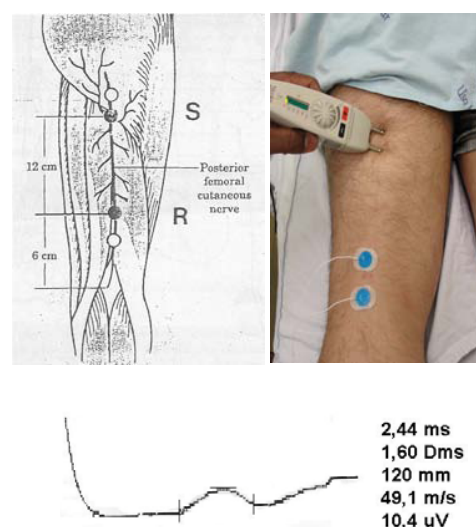 S
12 cm
Posterior
femoral
cutaneous
nerve
R
6 cm
2,44 ms
1,60 Dms
120 mm
49,1 m/s
10,4 µV